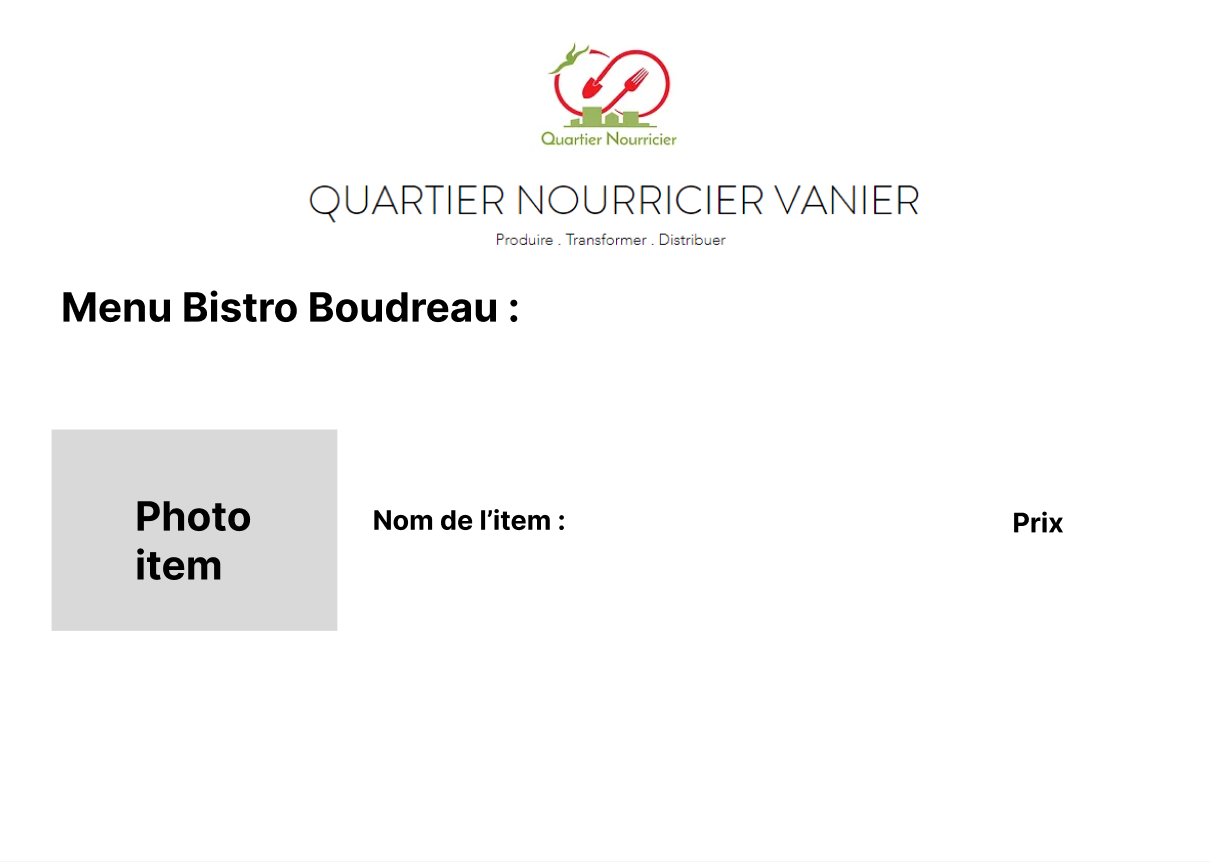 Quartier Nourricier
QUARTIER NOURRICIER VANIER
Produire . Transformer . Distribuer
Menu Bistro Boudreau :
Photo
item
Nom de l’item :
Prix